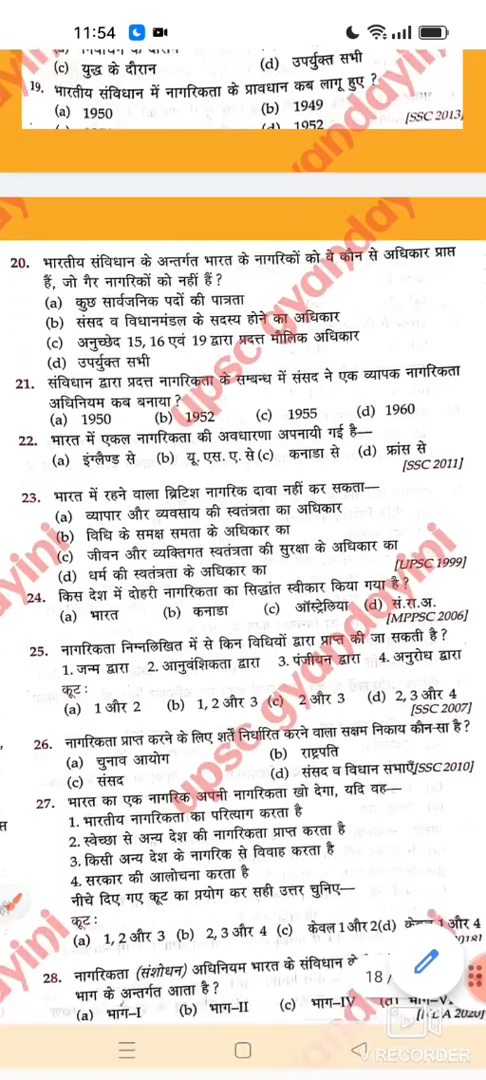 11:54
(c) युद्ध के दौरान (d) उपर्युक्त सभी
19. भारतीय संविधान में नागरिकता के प्रावधान कब लागू हुए ?
(a) 1950 (b) 1949 [SSC 2013]
(d) 1952
20. भारतीय संविधान के अन्तर्गत भारत के नागरिकों को वे कौन से अधिकार प्राप्त
हैं, जो गैर नागरिकों को नहीं हैं ?
(a) कुछ सार्वजनिक पदों की पात्रता
(b) संसद व विधानमंडल के सदस्य होने का अधिकार
(c) अनुच्छेद 15, 16 एवं 19 द्वारा प्रदत्त मौलिक अधिकार
(d) उपर्युक्त सभी
21. संविधान द्वारा प्रदत्त नागरिकता के सम्बन्ध में संसद ने एक व्यापक नागरिकता
अधिनियम कब बनाया ?
(a) 1950 (b) 1952 (c) 1955 (d) 1960
22. भारत में एकल नागरिकता की अवधारणा अपनायी गई है—
(a) इंग्लैण्ड से (b) यू. एस. ए. से (c) कनाडा से (d) फ्रांस से
[SSC 2011]
23. भारत में रहने वाला ब्रिटिश नागरिक दावा नहीं कर सकता—
(a) व्यापार और व्यवसाय की स्वतंत्रता का अधिकार
(b) विधि के समक्ष समता के अधिकार का
(c) जीवन और व्यक्तिगत स्वतंत्रता की सुरक्षा के अधिकार का
(d) धर्म की स्वतंत्रता के अधिकार का [UPSC 1999]
24. किस देश में दोहरी नागरिकता का सिद्धांत स्वीकार किया गया है ?
(a) भारत (b) कनाडा (c) ऑस्ट्रेलिया (d) सं.रा.अ.
[MPPSC 2006]
25. नागरिकता निम्नलिखित में से किन विधियों द्वारा प्राप्त की जा सकती है ?
1. जन्म द्वारा 2. आनुवंशिकता द्वारा 3. पंजीयन द्वारा 4. अनुरोध द्वारा
कूट :
(a) 1 और 2 (b) 1, 2 और 3 (c) 2 और 3 (d) 2, 3 और 4
[SSC 2007]
26. नागरिकता प्राप्त करने के लिए शर्तें निर्धारित करने वाला सक्षम निकाय कौन-सा है ?
(a) चुनाव आयोग (b) राष्ट्रपति
(c) संसद (d) संसद व विधान सभाएँ [SSC 2010]
27. भारत का एक नागरिक अपनी नागरिकता खो देगा, यदि वह—
1. भारतीय नागरिकता का परित्याग करता है
2. स्वेच्छा से अन्य देश की नागरिकता प्राप्त करता है
3. किसी अन्य देश के नागरिक से विवाह करता है
4. सरकार की आलोचना करता है
नीचे दिए गए कूट का प्रयोग कर सही उत्तर चुनिए—
कूट :
(a) 1, 2 और 3 (b) 2, 3 और 4 (c) केवल 1 और 2 (d) 1 और 4
28. नागरिकता (संशोधन) अधिनियम भारत के संविधान के
भाग के अन्तर्गत आता है ?
18 /
(a) भाग-I (b) भाग-II (c) भाग-IV
upsc gyandayini
upsc gyandayini
RECORDER